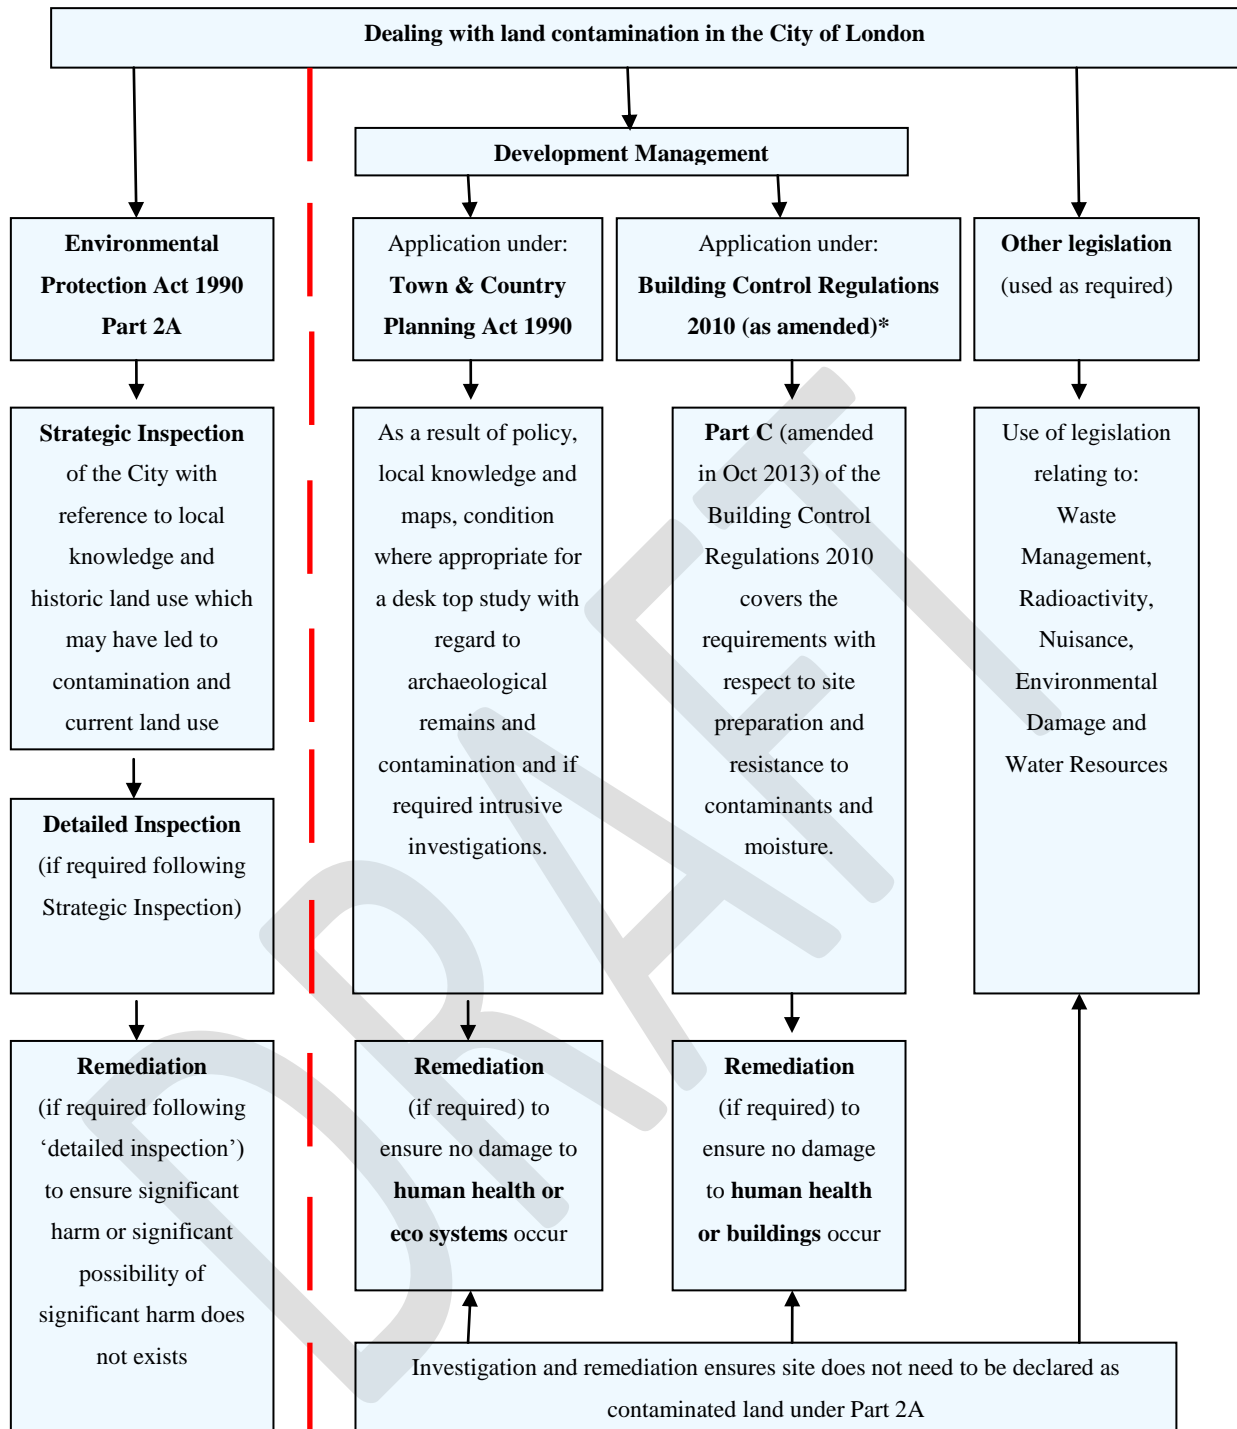 Dealing with land contamination in the City of London
Development Management
Environmental
Protection Act 1990
Part 2A
Application under:
Town & Country
Planning Act 1990
Application under:
Building Control Regulations
2010 (as amended)*
Other legislation
(used as required)
Strategic Inspection
of the City with
reference to local
knowledge and
historic land use which
may have led to
contamination and
current land use
As a result of policy,
local knowledge and
maps, condition
where appropriate for
a desk top study with
regard to
archaeological
remains and
contamination and if
required intrusive
investigations.
Part C (amended
in Oct 2013) of the
Building Control
Regulations 2010
covers the
requirements with
respect to site
preparation and
resistance to
contaminants and
moisture.
Use of legislation
relating to:
Waste
Management,
Radioactivity,
Nuisance,
Environmental
Damage and
Water Resources
Detailed Inspection
(if required following
Strategic Inspection)
Remediation
(if required following
‘detailed inspection’)
to ensure significant
harm or significant
possibility of
significant harm does
not exists
Remediation
(if required) to
ensure no damage to
human health or
eco systems occur
Remediation
(if required) to
ensure no damage
to human health
or buildings occur
Investigation and remediation ensures site does not need to be declared as
contaminated land under Part 2A
DRAFT